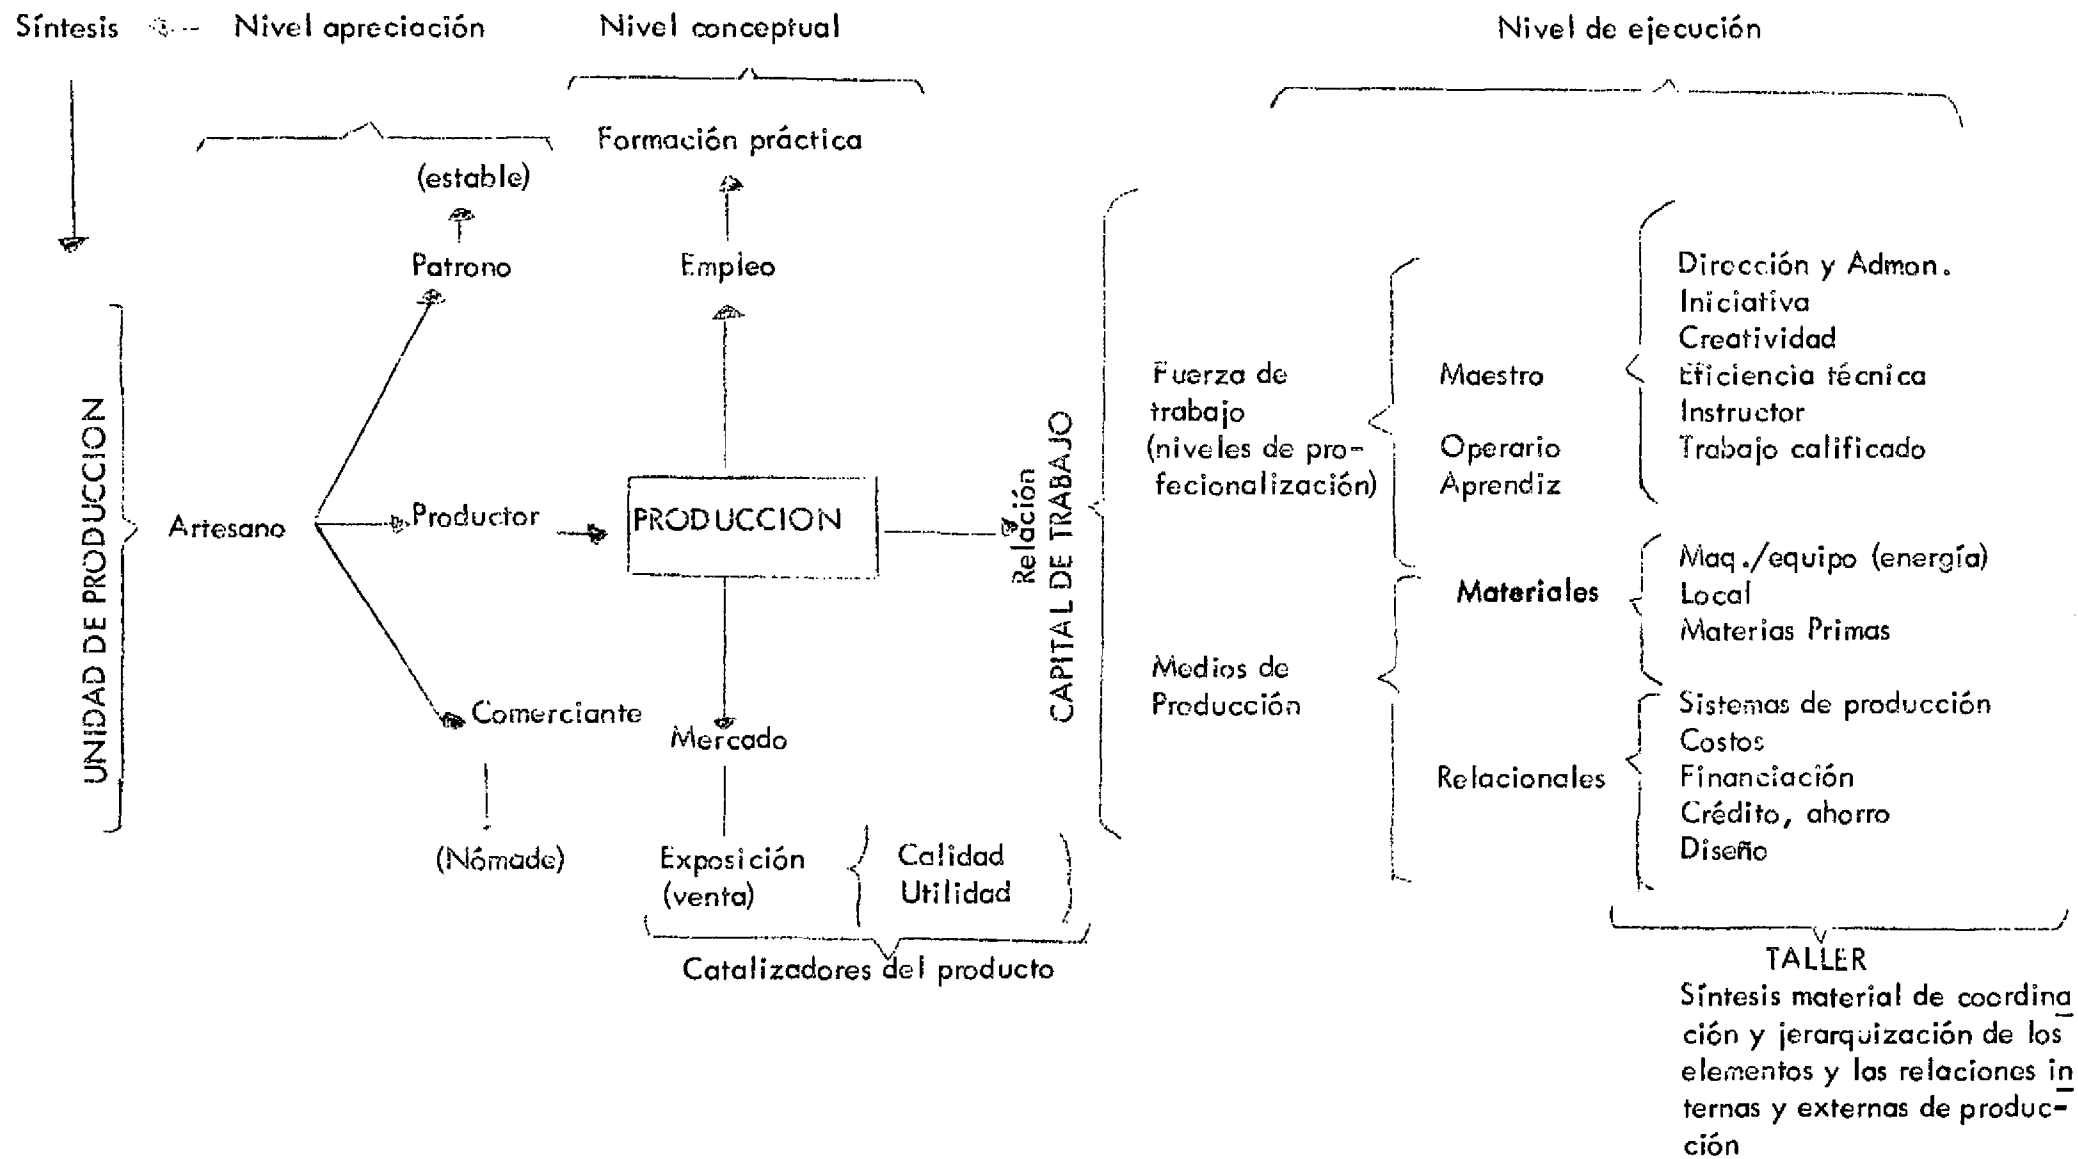 Síntesis
Nivel apreciación
Nivel conceptual
Nivel de ejecución
Formación práctica
(estable)
Patrono
Empleo
UNIDAD DE PRODUCCION
Artesano
Productor
PRODUCCION
Comerciante
(Nómade)
Mercado
Exposición
(venta)
Calidad
Utilidad
Catalizadores del producto
Relación
CAPITAL DE TRABAJO
Fuerza de
trabajo
(niveles de pro-
fecionalización)
Maestro
Operario
Aprendiz
Dirección y Admon.
Iniciativa
Creatividad
Eficiencia técnica
Instructor
Trabajo calificado
Medios de
Producción
Materiales
Maq./equipo (energía)
Local
Materias Primas
Relacionales
Sistemas de producción
Costos
Financiación
Crédito, ahorro
Diseño
TALLER
Síntesis material de coordina
ción y jerarquización de los
elementos y las relaciones in
ternas y externas de produc-
ción